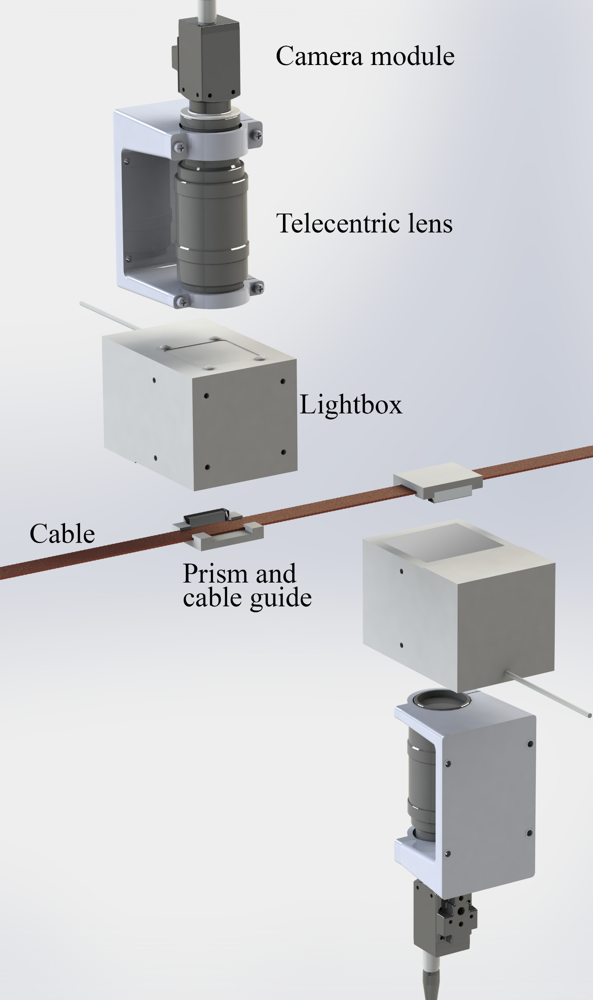 Camera module
Telecentric lens
Lightbox
Cable
Prism and
cable guide